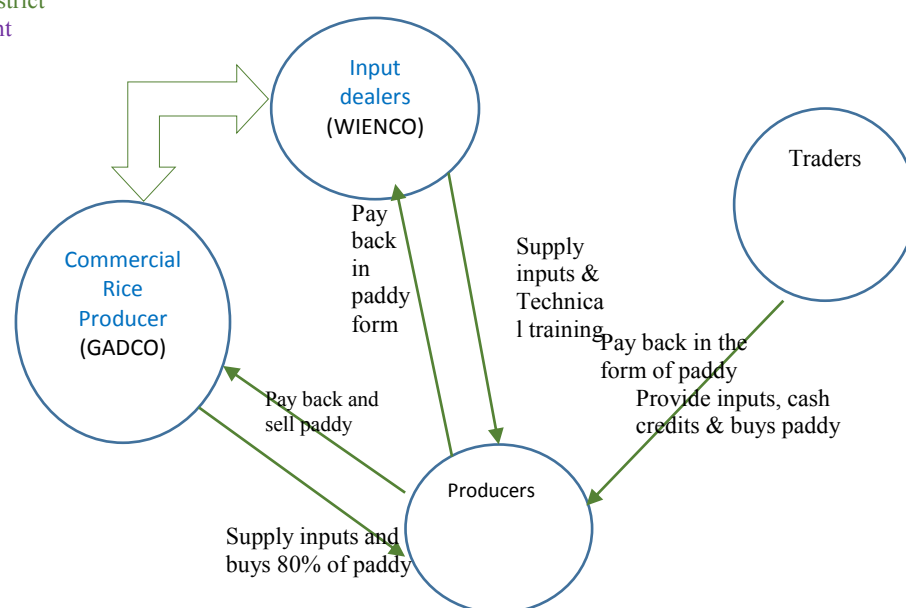 Input
dealers
(WIENCO)
Traders
Pay
back
in
paddy
form
Supply
inputs &
Technica
l training
Commercial
Rice
Producer
(GADCO)
Pay back in the
form of paddy
Provide inputs, cash
credits & buys paddy
Pay back and
sell paddy
Producers
Supply inputs and
buys 80% of paddy